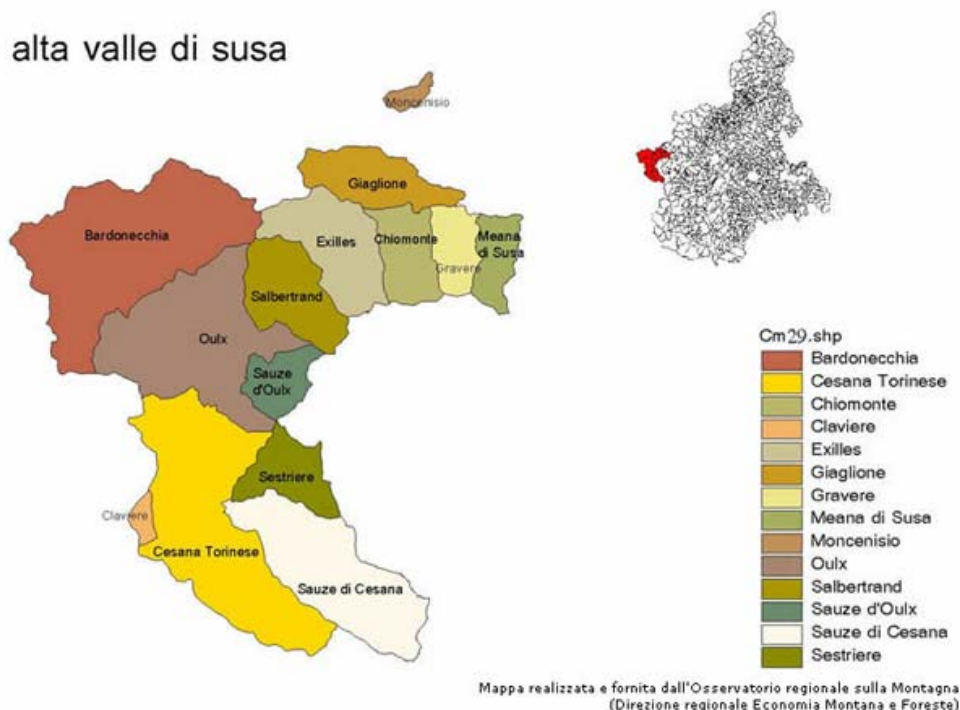 alta valle di susa
Moncenisio
Giaglione
Bardonecchia
Exilles
Chiomonte
Meana
di Susa
Gravere
Salbertrand
Oulx
Sauze
d'Oulx
Sestriere
Claviere
Cesana Torinese
Sauze di Cesana
Cm29.shp
Bardonecchia
Cesana Torinese
Chiomonte
Claviere
Exilles
Giaglione
Gravere
Meana di Susa
Moncenisio
Oulx
Salbertrand
Sauze d'Oulx
Sauze di Cesana
Sestriere
Mappa realizzata e fornita dall'Osservatorio regionale sulla Montagna
(Direzione regionale Economia Montana e Foreste)